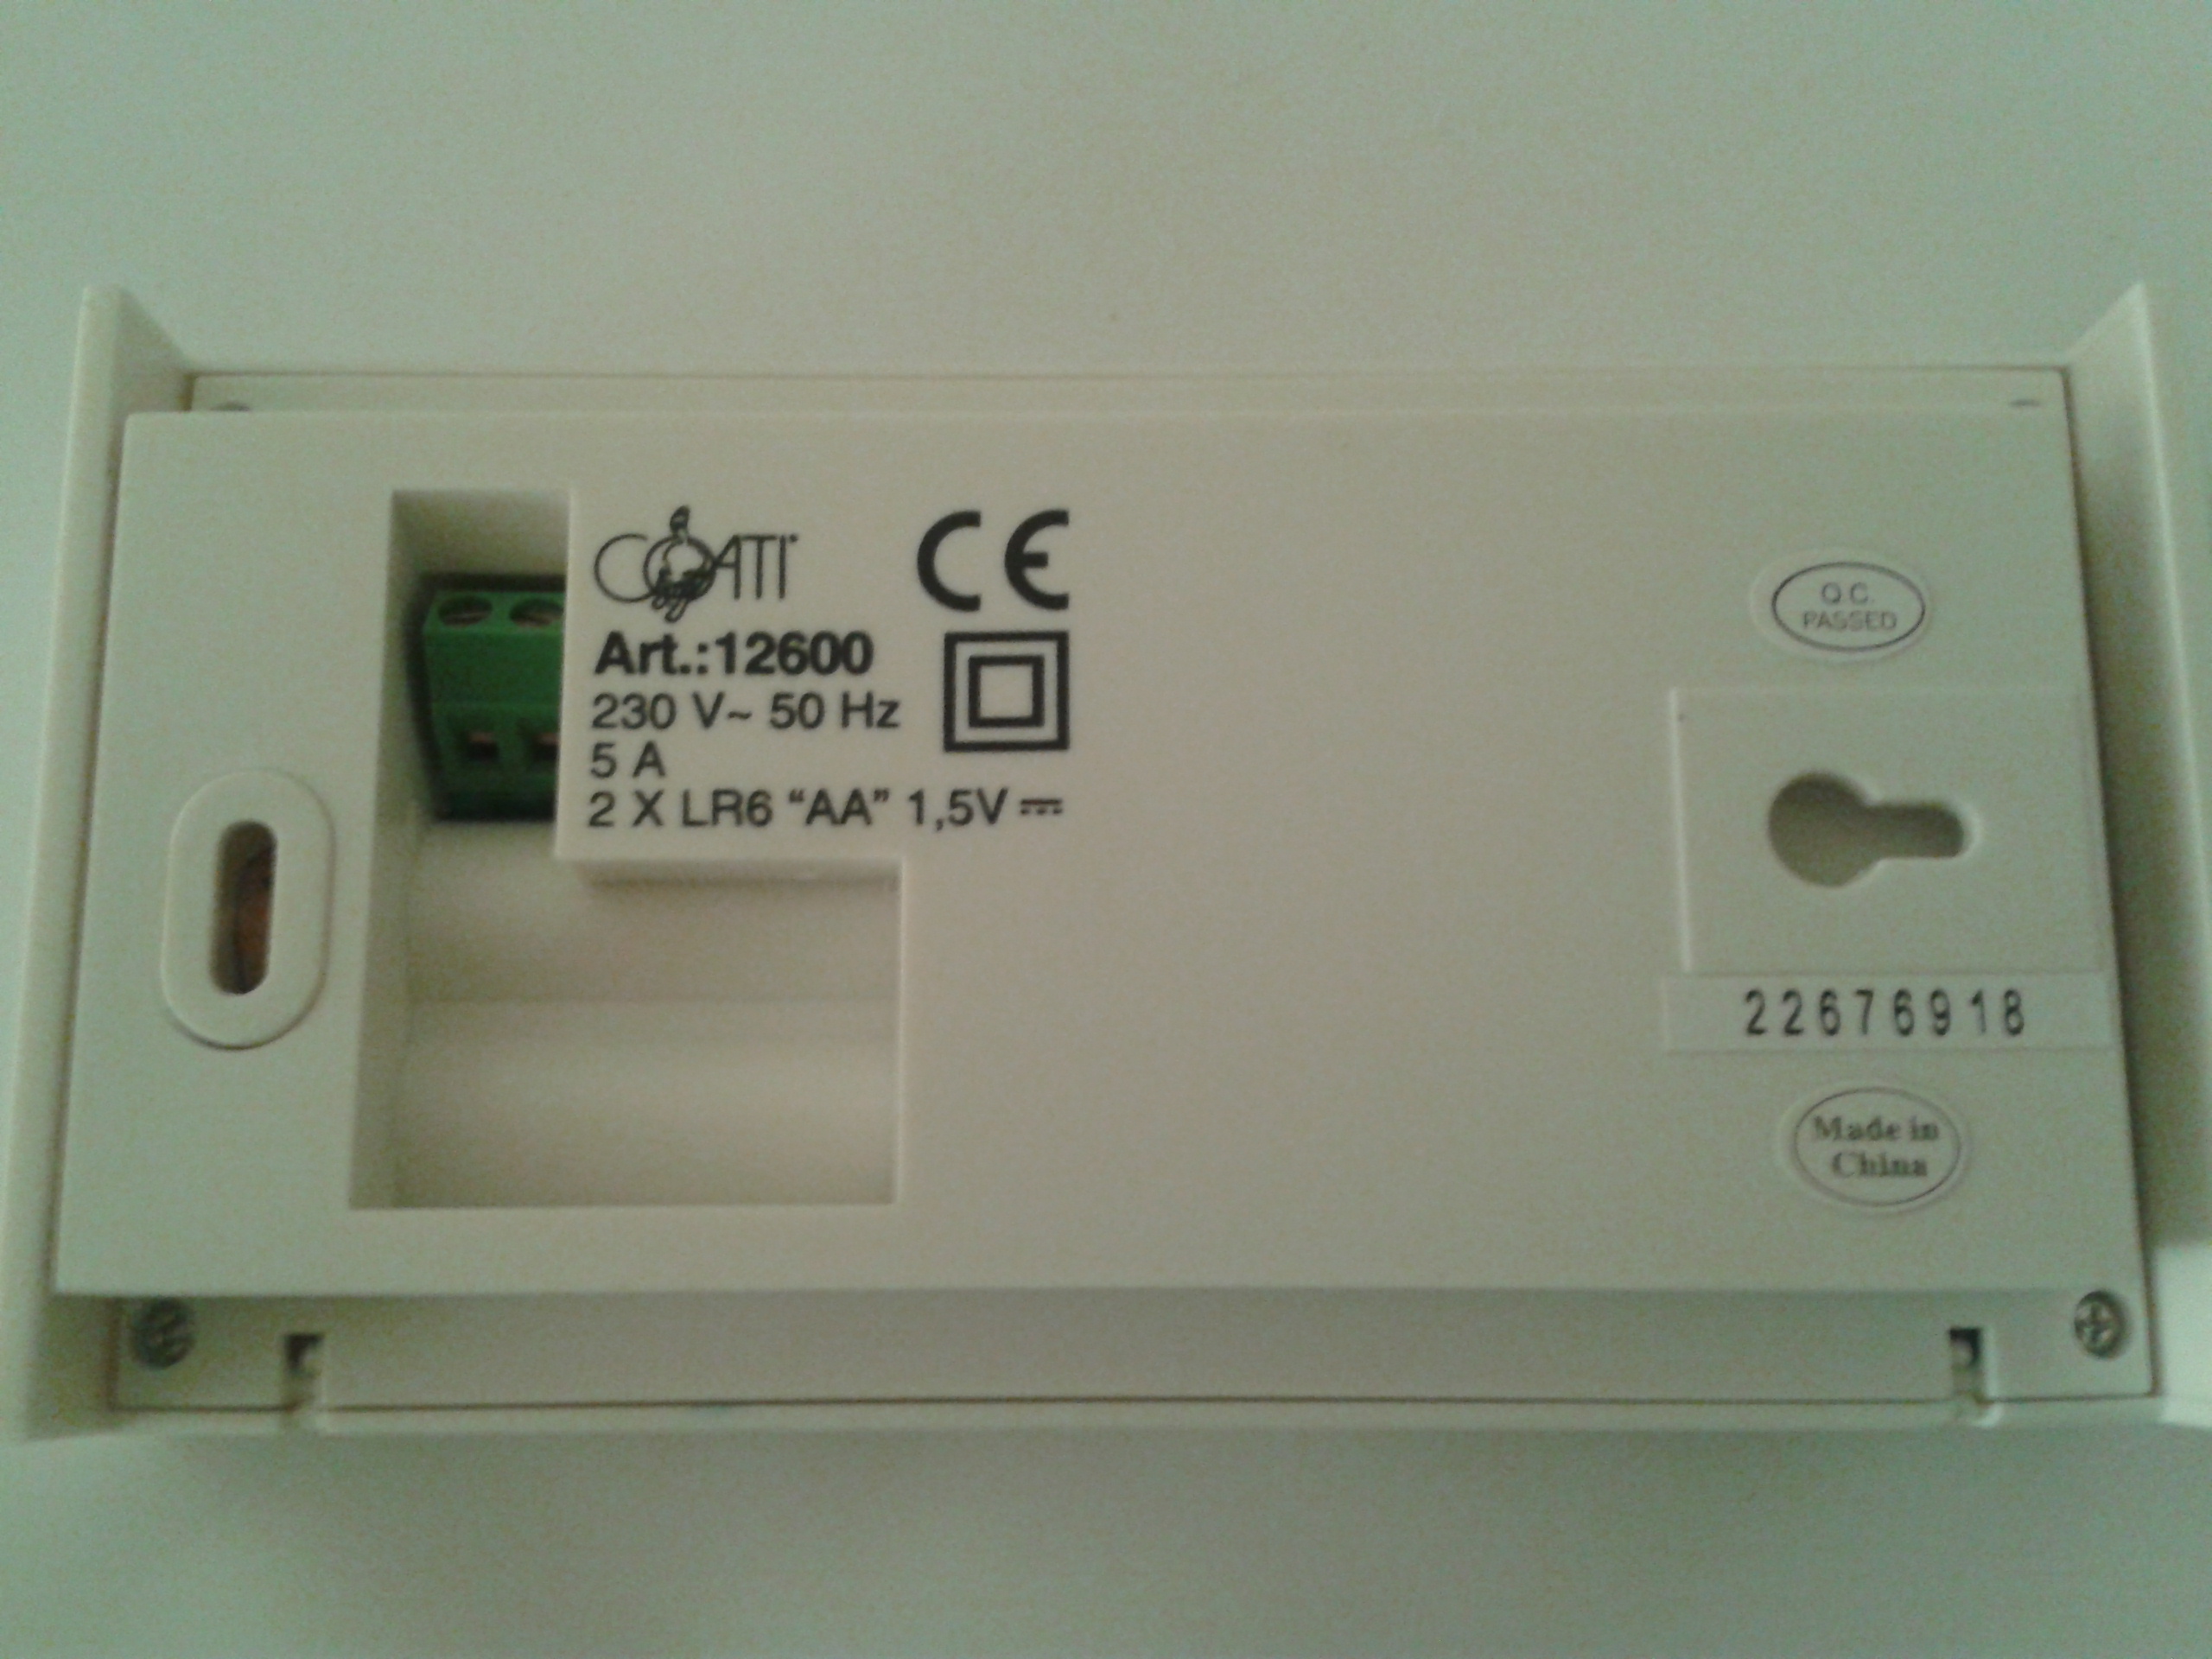 COATI
CE
Art.:12600
230 V~ 50 Hz
5 A
2 X LR6 “AA” 1,5V
Q.C.
PASSED
22676918
Made in
China